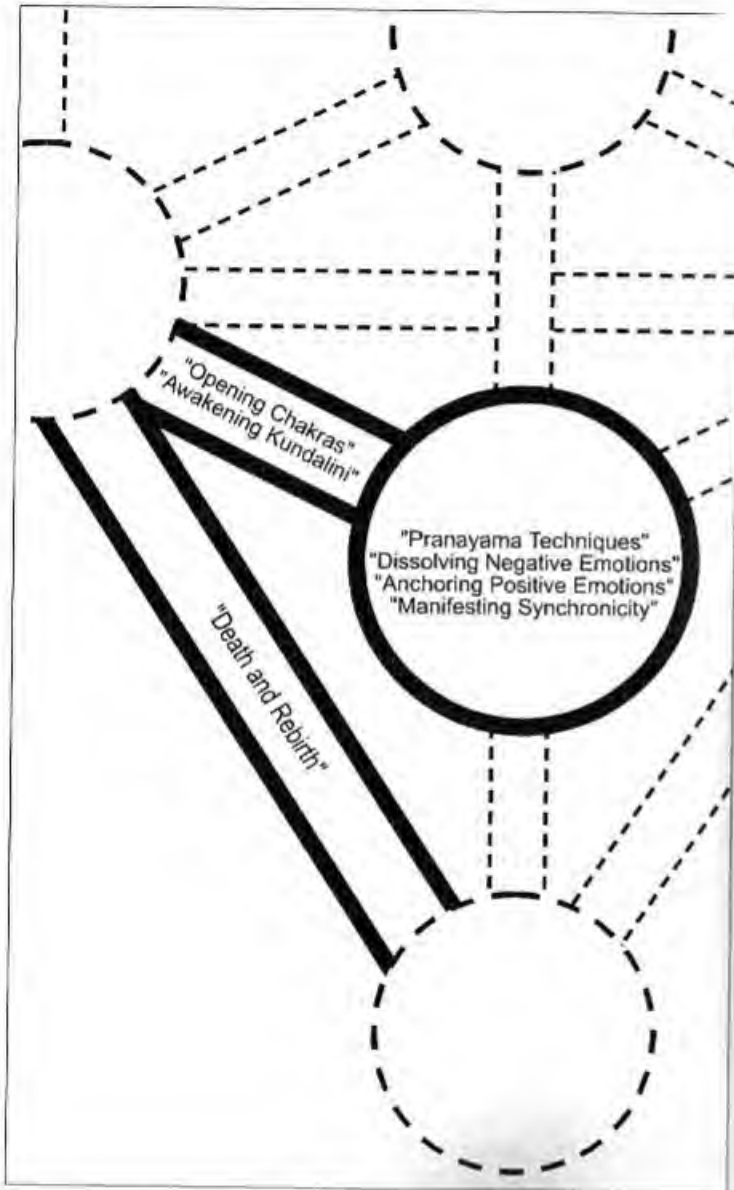 "Opening Chakras"
"Awakening Kundalini"
"Pranayama Techniques"
"Dissolving Negative Emotions"
"Anchoring Positive Emotions"
"Manifesting Synchronicity"
"Death and Rebirth"